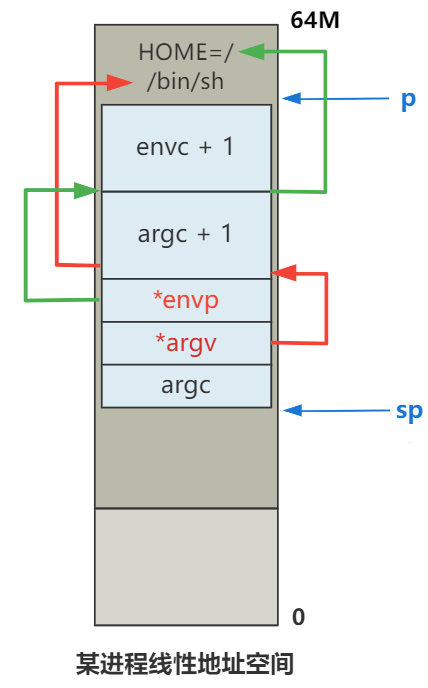 64M
HOME=/
/bin/sh
p
envc + 1
argc + 1
*envp
*argv
argc
sp
0
某进程线性地址空间